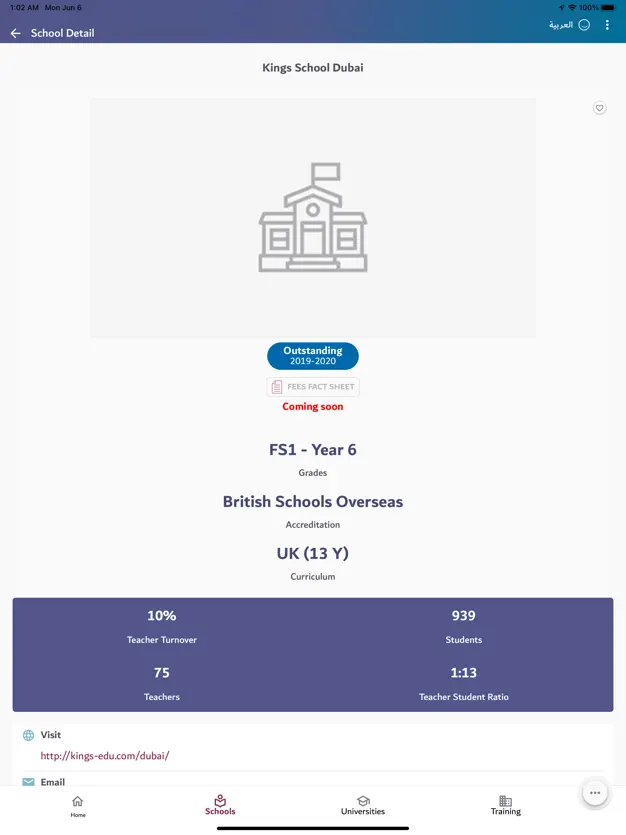 1:02 AM Mon Jun 6
100%
School Detail
العربية
Kings School Dubai
Outstanding
2019-2020
FEES FACT SHEET
Coming soon
FS1 - Year 6
Grades
British Schools Overseas
Accreditation
UK (13 Y)
Curriculum
10%
Teacher Turnover
939
Students
75
Teachers
1:13
Teacher Student Ratio
Visit
http://kings-edu.com/dubai/
Email
Home
Schools
Universities
Training